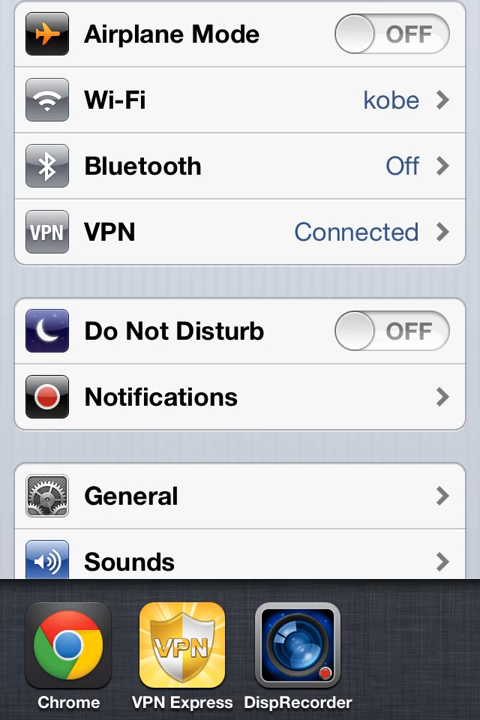 Airplane Mode OFF
Wi-Fi kobe
Bluetooth Off
VPN VPN Connected
Do Not Disturb OFF
Notifications
General
Sounds
VPN
Chrome VPN Express DispRecorder